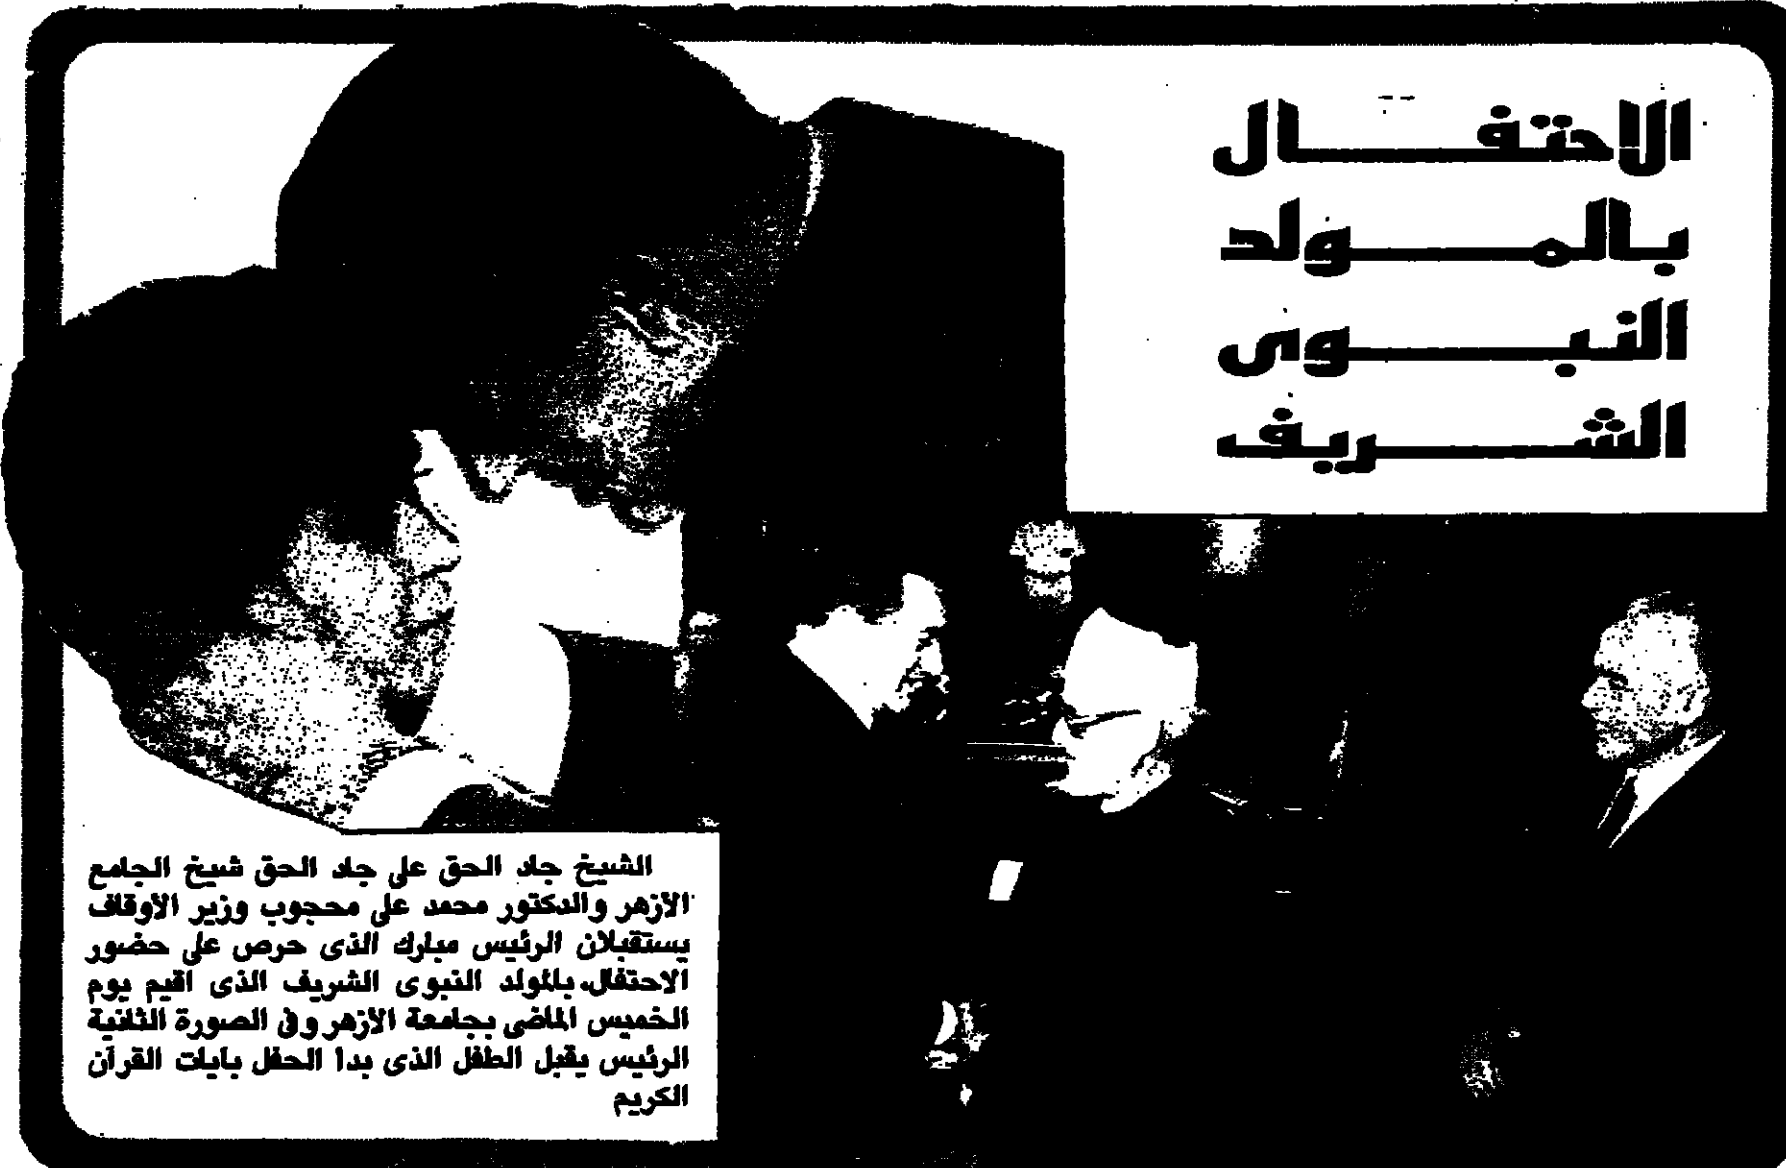 الاحتفال
بالمولد
النبوى
الشريف
الشيخ جاد الحق على جاد الحق شيخ الجامع
الأزهر والدكتور محمد على محجوب وزير الأوقاف
يستقبلان الرئيس مبارك الذى حرص على حضور
الاحتفال بالمولد النبوى الشريف الذى اقيم يوم
الخميس الماضى بجامعة الأزهر وفى الصورة الثانية
الرئيس يقبل الطفل الذى بدا الحفل بآيات القرآن
الكريم